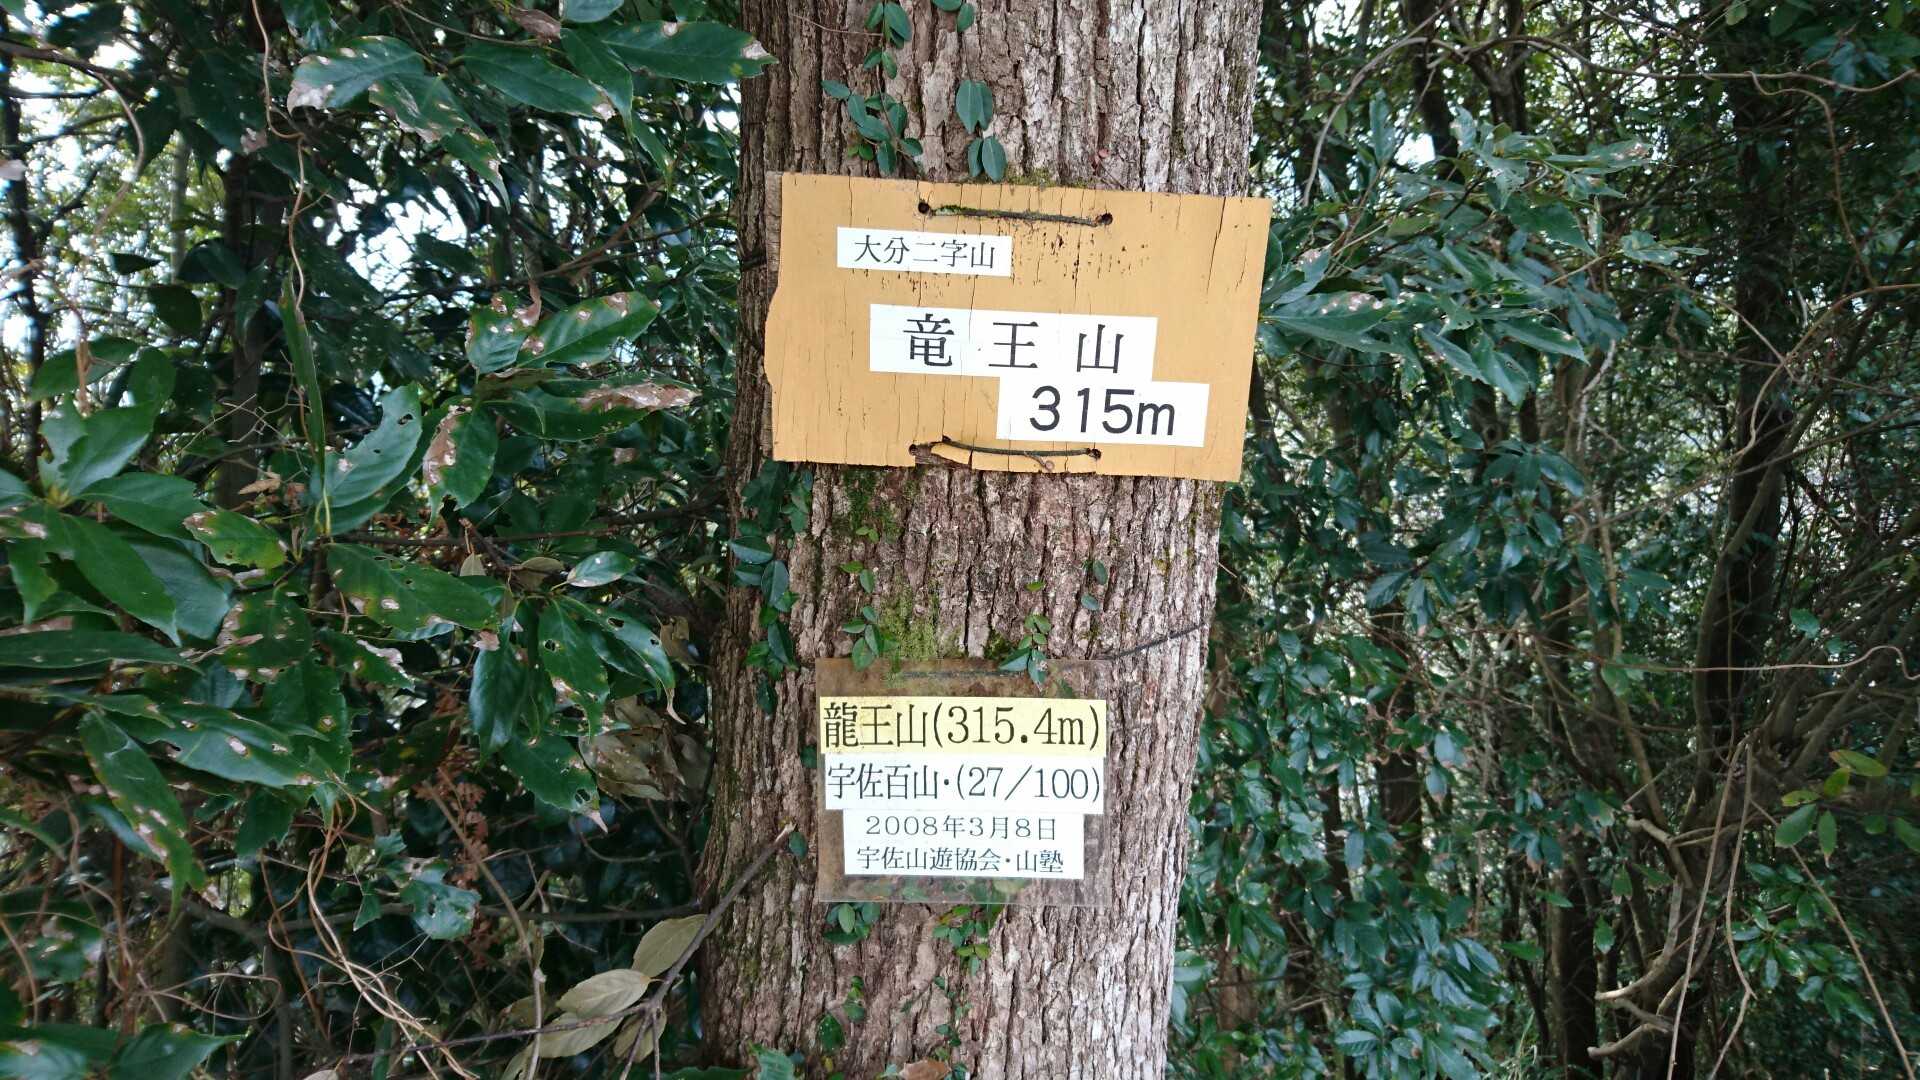 大分二字山
竜王山
315m
龍王山(315.4m)
宇佐百山・(27/100)
2008年3月8日
宇佐山遊協会・山塾